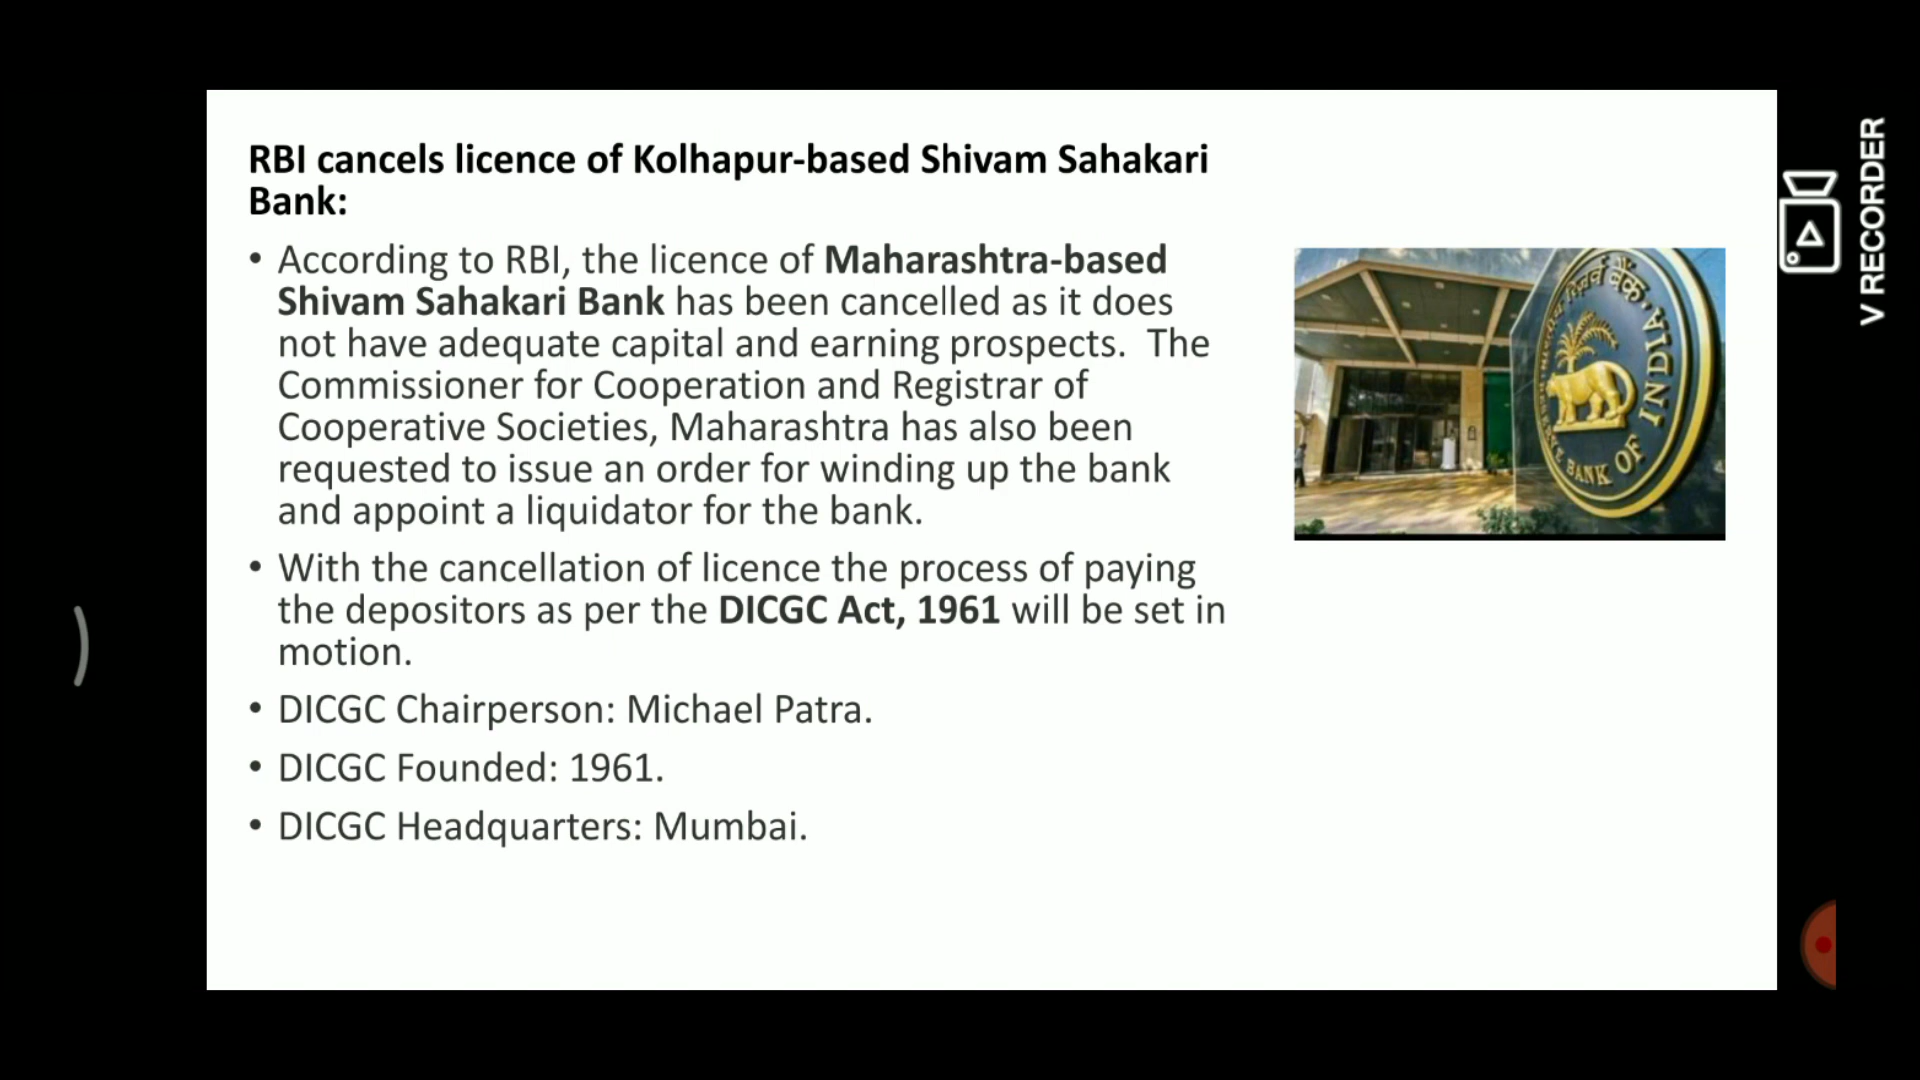 RBI cancels licence of Kolhapur-based Shivam Sahakari
Bank:
• According to RBI, the licence of Maharashtra-based
Shivam Sahakari Bank has been cancelled as it does
not have adequate capital and earning prospects.  The
Commissioner for Cooperation and Registrar of
Cooperative Societies, Maharashtra has also been
requested to issue an order for winding up the bank
and appoint a liquidator for the bank.
• With the cancellation of licence the process of paying
the depositors as per the DICGC Act, 1961 will be set in
motion.
• DICGC Chairperson: Michael Patra.
• DICGC Founded: 1961.
• DICGC Headquarters: Mumbai.
BANK OF INDIA
V RECORDER